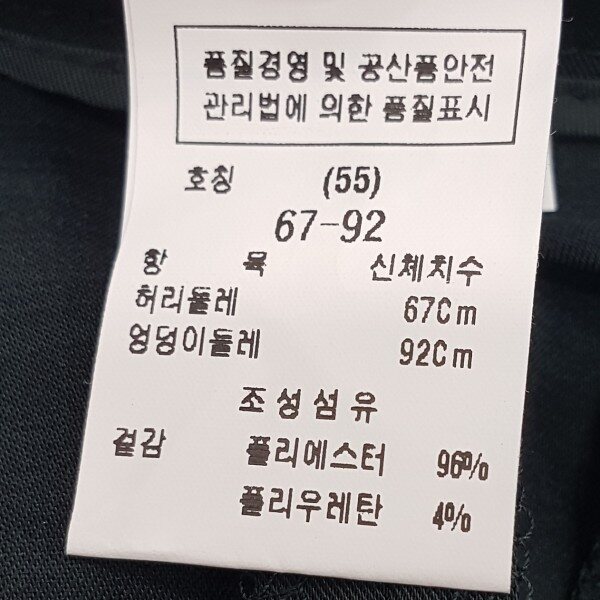 품질경영 및 공산품안전
관리법에 의한 품질표시
호칭 (55)
67-92
항 목 신체치수
허리둘레 67Cm
엉덩이둘레 92Cm
조성섬유
겉감 폴리에스터 96%
폴리우레탄 4%